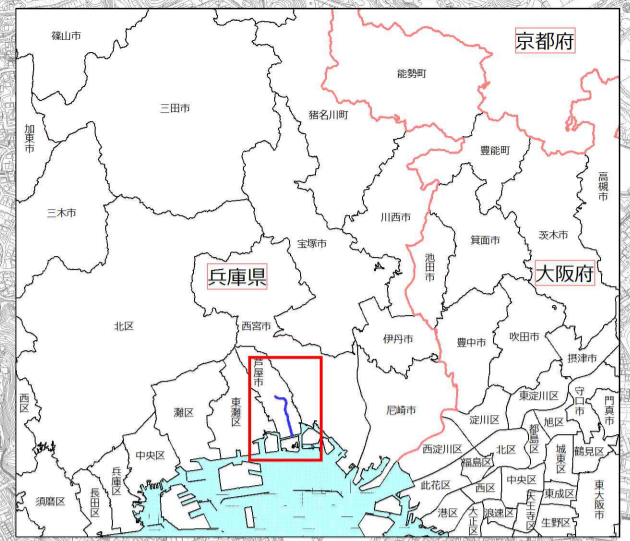 京都府
篠山市
能勢町
三田市
猪名川町
加東市
豊能町
高槻市
三木市
川西市
箕面市
茨木市
宝塚市
池田市
兵庫県
大阪府
北区
西宮市
伊丹市
豊中市
吹田市
摂津市
芦屋市
西区
灘区
東灘区
尼崎市
東淀川区
守口市
門真市
淀川区
都島区
旭区
中央区
西淀川区
北区
城東区
鶴見区
兵庫区
福島区
此花区
西区
中央区
東成区
東大阪市
須磨区
長田区
港区
大正区
浪速区
天王寺区
生野区